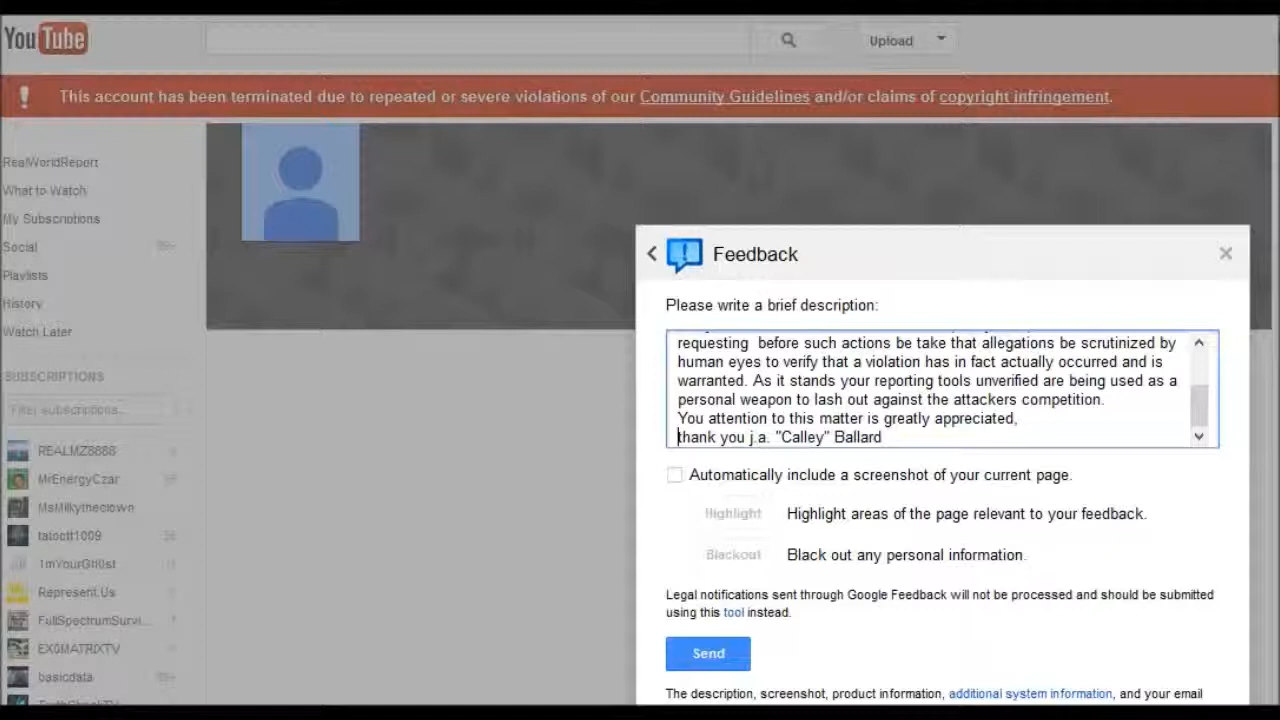 YouTube
Upload
This account has been terminated due to repeated or severe violations of our Community Guidelines and/or claims of copyright infringement.
RealWorldReport
What to Watch
My Subscriptions
Social
Playlists
History
Watch Later
SUBSCRIPTIONS
Filter subscriptions...
REALMZ8888
MrEnergyCzar
MsMilkytheclown
Represent.Us
FullSpectrumSurvi...
basicdata
Feedback
Please write a brief description:
requesting before such actions be take that allegations be scrutinized by
human eyes to verify that a violation has in fact actually occurred and is
warranted. As it stands your reporting tools unverified are being used as a
personal weapon to lash out against the attackers competition.
You attention to this matter is greatly appreciated,
thank you j.a. "Calley" Ballard
Automatically include a screenshot of your current page.
Highlight Highlight areas of the page relevant to your feedback.
Blackout Black out any personal information.
Legal notifications sent through Google Feedback will not be processed and should be submitted
using this tool instead.
Send
The description, screenshot, product information, additional system information, and your email